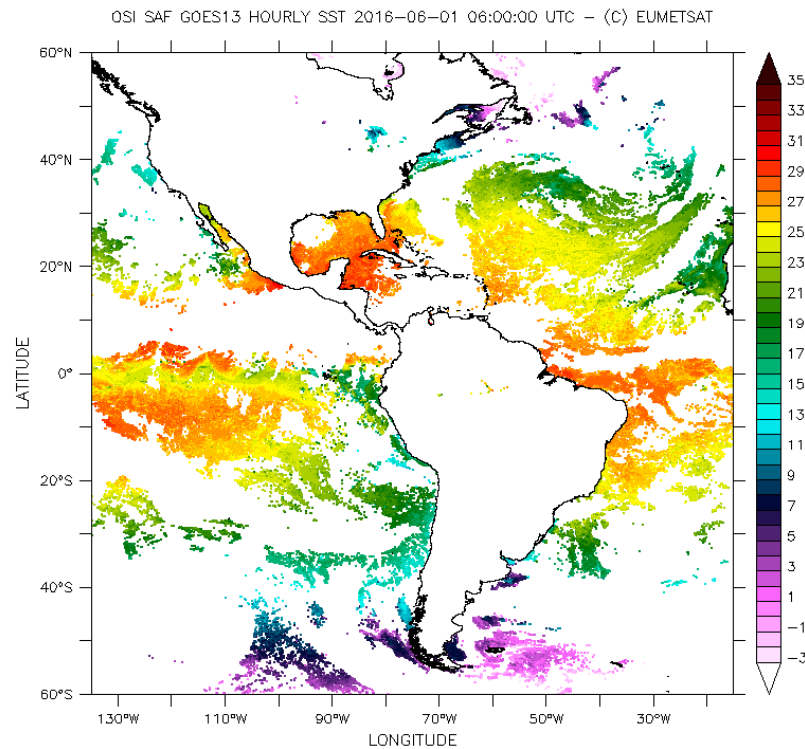 OSI SAF GOES13 HOURLY SST 2016-06-01 06:00:00 UTC - (C) EUMETSAT
60°N
40°N
20°N
0°
20°S
40°S
60°S
LATITUDE
130°W 110°W 90°W 70°W 50°W 30°W
LONGITUDE
35
33
31
29
27
25
23
21
19
17
15
13
11
9
7
5
3
1
-1
-3